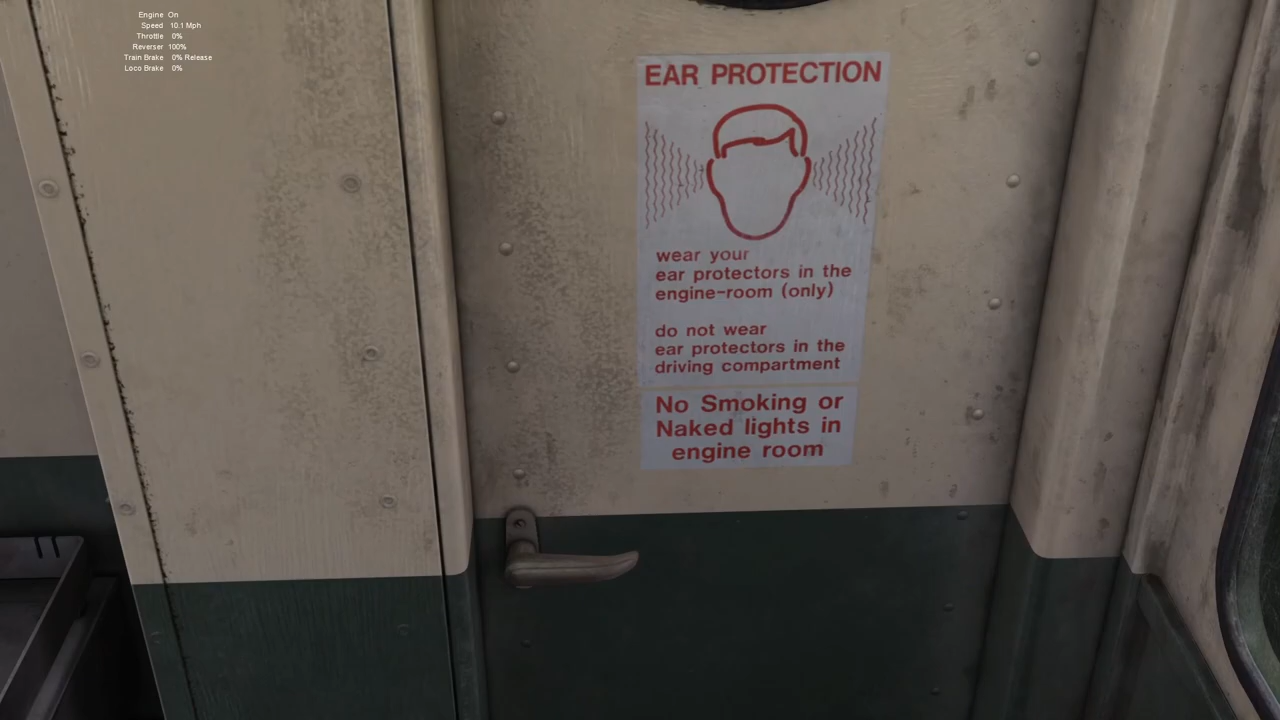 Engine On
Speed 10.1 Mph
Throttle 0%
Reverser 100%
Train Brake 0% Release
Loco Brake 0%
EAR PROTECTION
wear your
ear protectors in the
engine-room (only)
do not wear
ear protectors in the
driving compartment
No Smoking or
Naked lights in
engine room